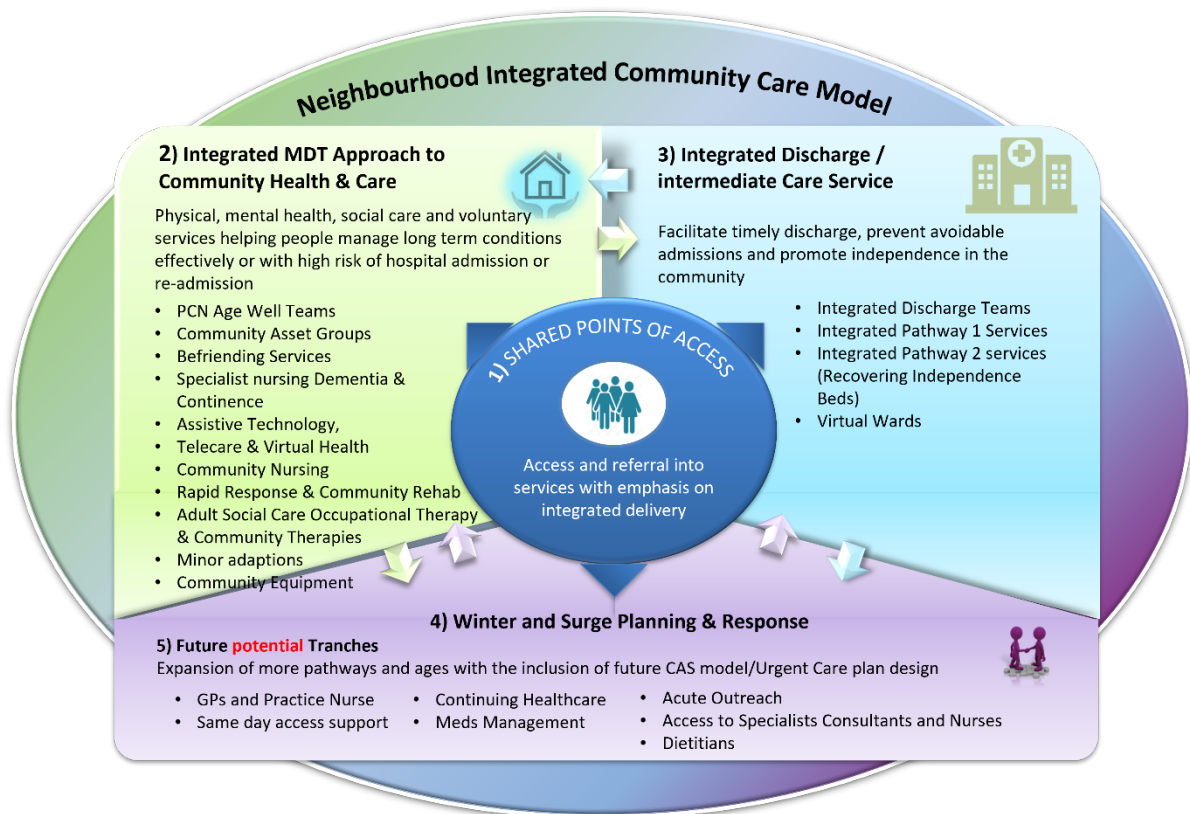 Neighbourhood Integrated Community Care Model
2) Integrated MDT Approach to
Community Health & Care
Physical, mental health, social care and voluntary
services helping people manage long term conditions
effectively or with high risk of hospital admission or
re-admission
• PCN Age Well Teams
• Community Asset Groups
• Befriending Services
• Specialist nursing Dementia &
Continence
• Assistive Technology,
• Telecare & Virtual Health
• Community Nursing
• Rapid Response & Community Rehab
• Adult Social Care Occupational Therapy
& Community Therapies
• Minor adaptions
• Community Equipment
3) Integrated Discharge /
intermediate Care Service
Facilitate timely discharge, prevent avoidable
admissions and promote independence in the
community
• Integrated Discharge Teams
• Integrated Pathway 1 Services
• Integrated Pathway 2 services
(Recovering Independence
Beds)
• Virtual Wards
1) SHARED POINTS OF ACCESS
Access and referral into
services with emphasis on
integrated delivery
4) Winter and Surge Planning & Response
5) Future potential Tranches
Expansion of more pathways and ages with the inclusion of future CAS model/Urgent Care plan design
• GPs and Practice Nurse
• Same day access support
• Continuing Healthcare
• Meds Management
• Acute Outreach
• Access to Specialists Consultants and Nurses
• Dietitians